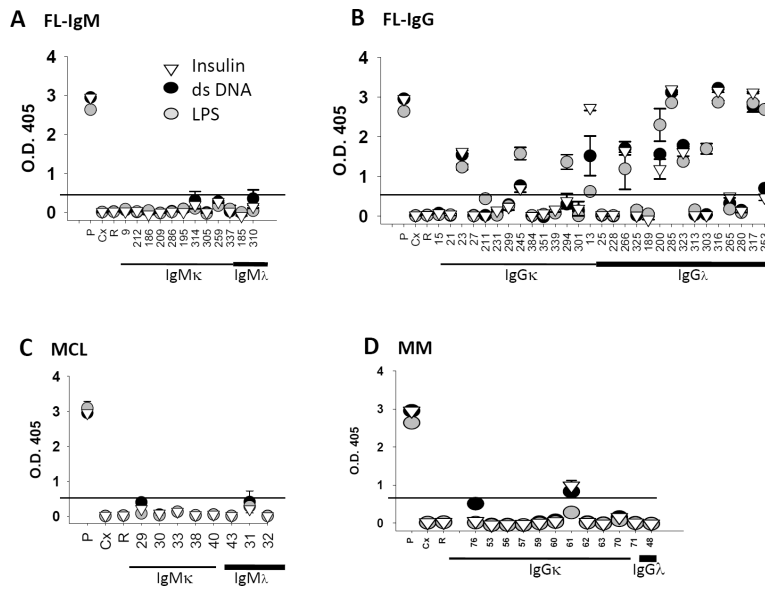 A FL-IgM
4
3
2
1
0
O.D. 405
Insulin
ds DNA
LPS
P Cx R 9 212 186 209 286 195 314 305 259 337 185 310
IgMκ IgMλ
B FL-IgG
4
3
2
1
0
O.D. 405
P Cx R 15 21 23 27 211 231 299 245 384 351 339 294 301 13 25 228 266 325 189 200 285 323 313 303 316 265 280 317 253
IgGκ IgGλ
C MCL
4
3
2
1
0
O.D. 405
P Cx R 29 30 33 38 40 43 31 32
IgMκ IgMλ
D MM
4
3
2
1
0
O.D. 405
P Cx R 76 53 56 57 59 60 61 62 63 70 71 48
IgGκ IgGλ